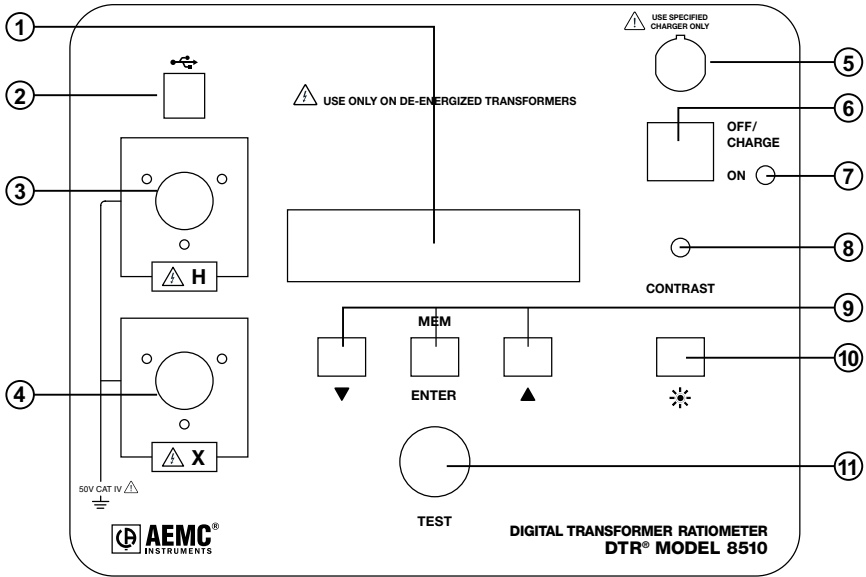 1
USE SPECIFIED
CHARGER ONLY
2
USE ONLY ON DE-ENERGIZED TRANSFORMERS
5
6
OFF/
CHARGE
ON
7
3
H
8
CONTRAST
9
MEM
10
▼
ENTER
▲
4
X
11
50V CAT IV
TEST
AEMC®
INSTRUMENTS
DIGITAL TRANSFORMER RATIOMETER
DTR® MODEL 8510